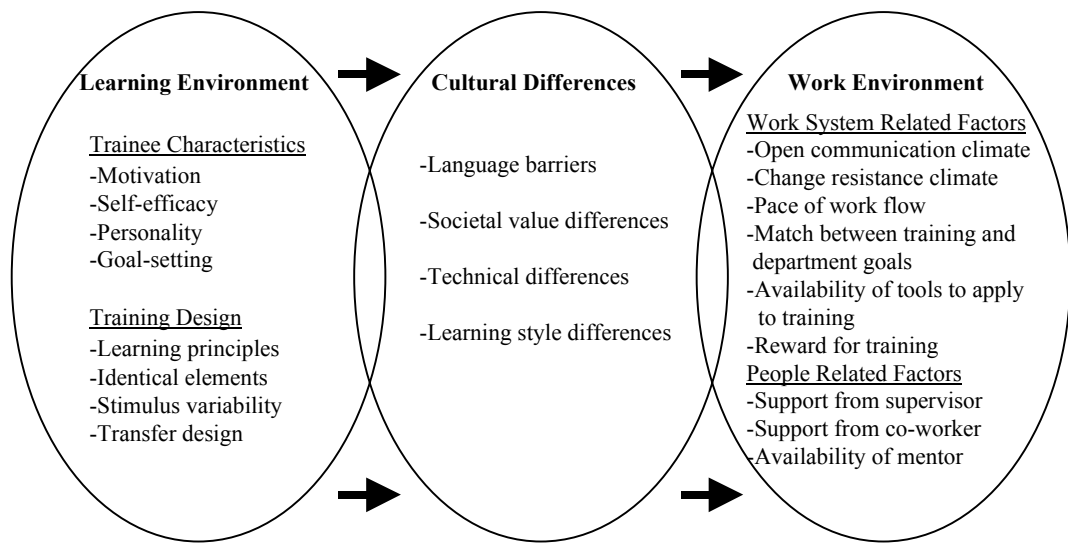 Learning Environment
Trainee Characteristics
-Motivation
-Self-efficacy
-Personality
-Goal-setting
Training Design
-Learning principles
-Identical elements
-Stimulus variability
-Transfer design
Cultural Differences
-Language barriers
-Societal value differences
-Technical differences
-Learning style differences
Work Environment
Work System Related Factors
-Open communication climate
-Change resistance climate
-Pace of work flow
-Match between training and
department goals
-Availability of tools to apply
to training
-Reward for training
People Related Factors
-Support from supervisor
-Support from co-worker
-Availability of mentor